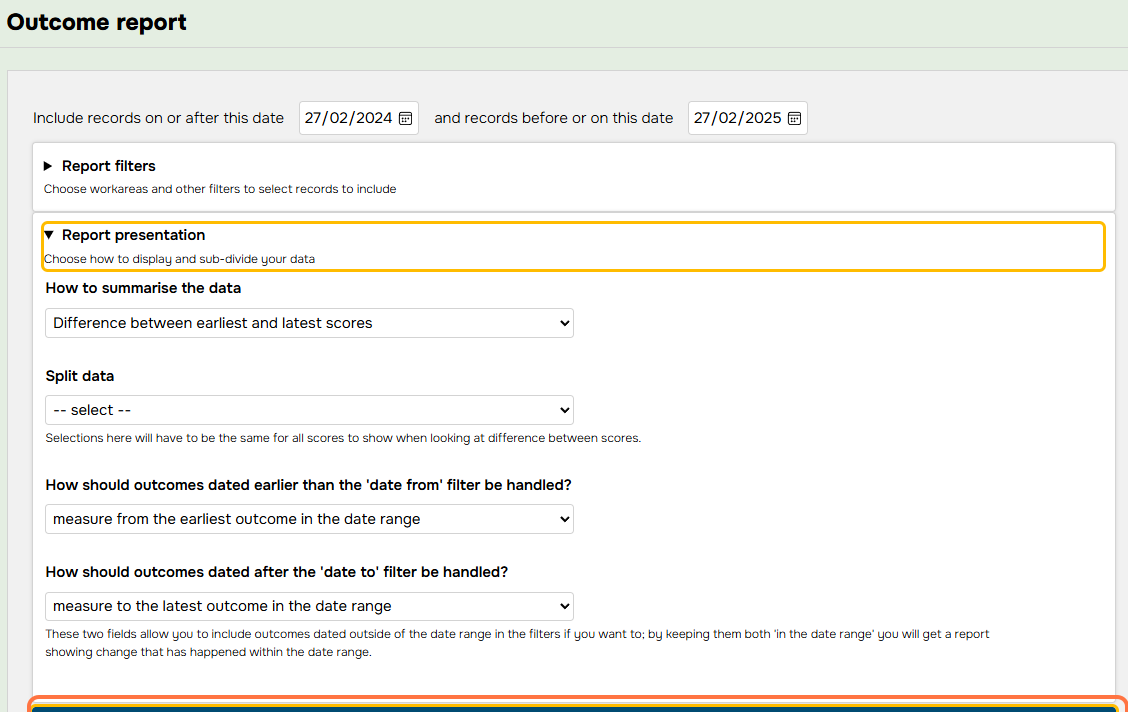 Outcome report
Include records on or after this date 27/02/2024 and records before or on this date 27/02/2025
Report filters
Choose workareas and other filters to select records to include
Report presentation
Choose how to display and sub-divide your data
How to summarise the data
Difference between earliest and latest scores
Split data
-- select --
Selections here will have to be the same for all scores to show when looking at difference between scores.
How should outcomes dated earlier than the 'date from' filter be handled?
measure from the earliest outcome in the date range
How should outcomes dated after the 'date to' filter be handled?
measure to the latest outcome in the date range
These two fields allow you to include outcomes dated outside of the date range in the filters if you want to; by keeping them both 'in the date range' you will get a report
showing change that has happened within the date range.